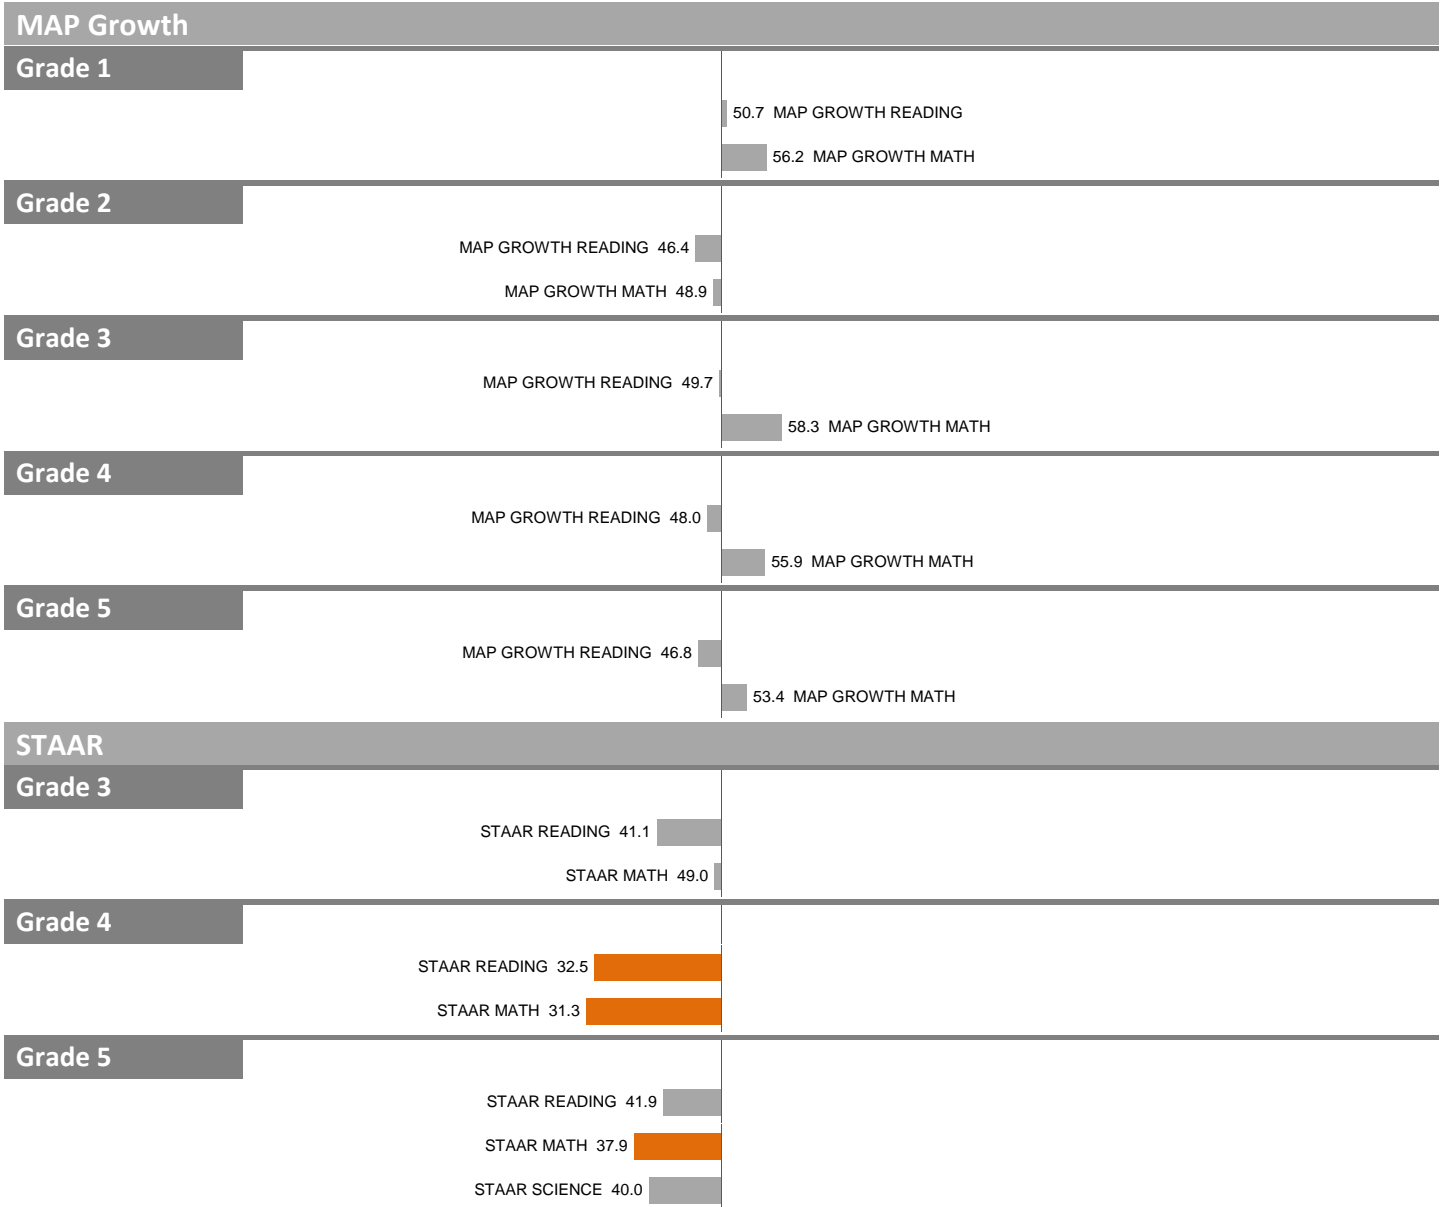 MAP Growth
Grade 1
50.7 MAP GROWTH READING
56.2 MAP GROWTH MATH
Grade 2
MAP GROWTH READING 46.4
MAP GROWTH MATH 48.9
Grade 3
MAP GROWTH READING 49.7
58.3 MAP GROWTH MATH
Grade 4
MAP GROWTH READING 48.0
55.9 MAP GROWTH MATH
Grade 5
MAP GROWTH READING 46.8
53.4 MAP GROWTH MATH
STAAR
Grade 3
STAAR READING 41.1
STAAR MATH 49.0
Grade 4
STAAR READING 32.5
STAAR MATH 31.3
Grade 5
STAAR READING 41.9
STAAR MATH 37.9
STAAR SCIENCE 40.0